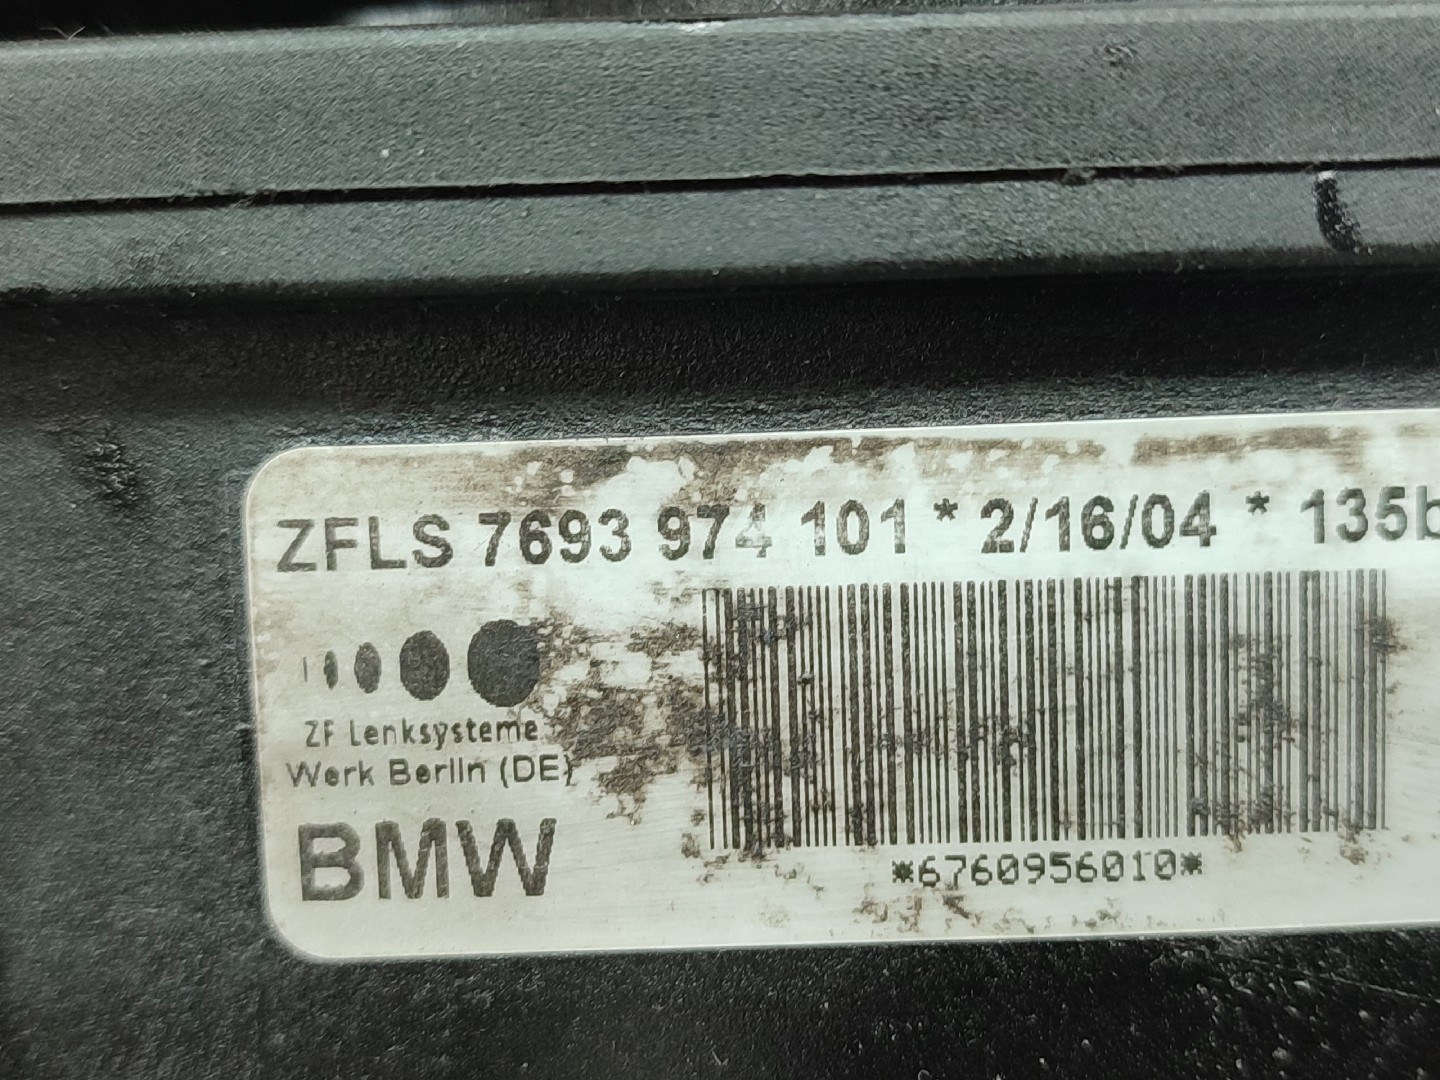 ZFLS 7693 974 101 * 2/16/04 * 135b
ZF Lenksysteme
Werk Berlin (DE)
BMW
*6760956010*